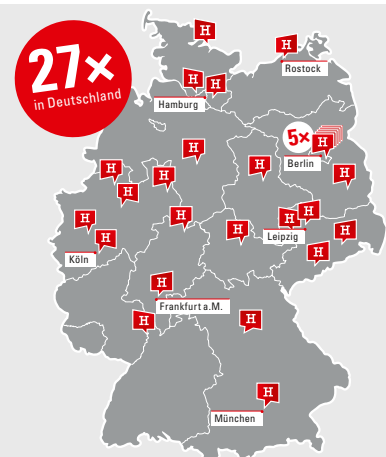 27×
in Deutschland
H
H
Rostock
H
H
Hamburg
5×
H
Berlin
H
H
H
H
H
H
H
H
H
H
H
Leipzig
H
H
H
H
Köln
H
Frankfurt a.M.
H
H
H
München